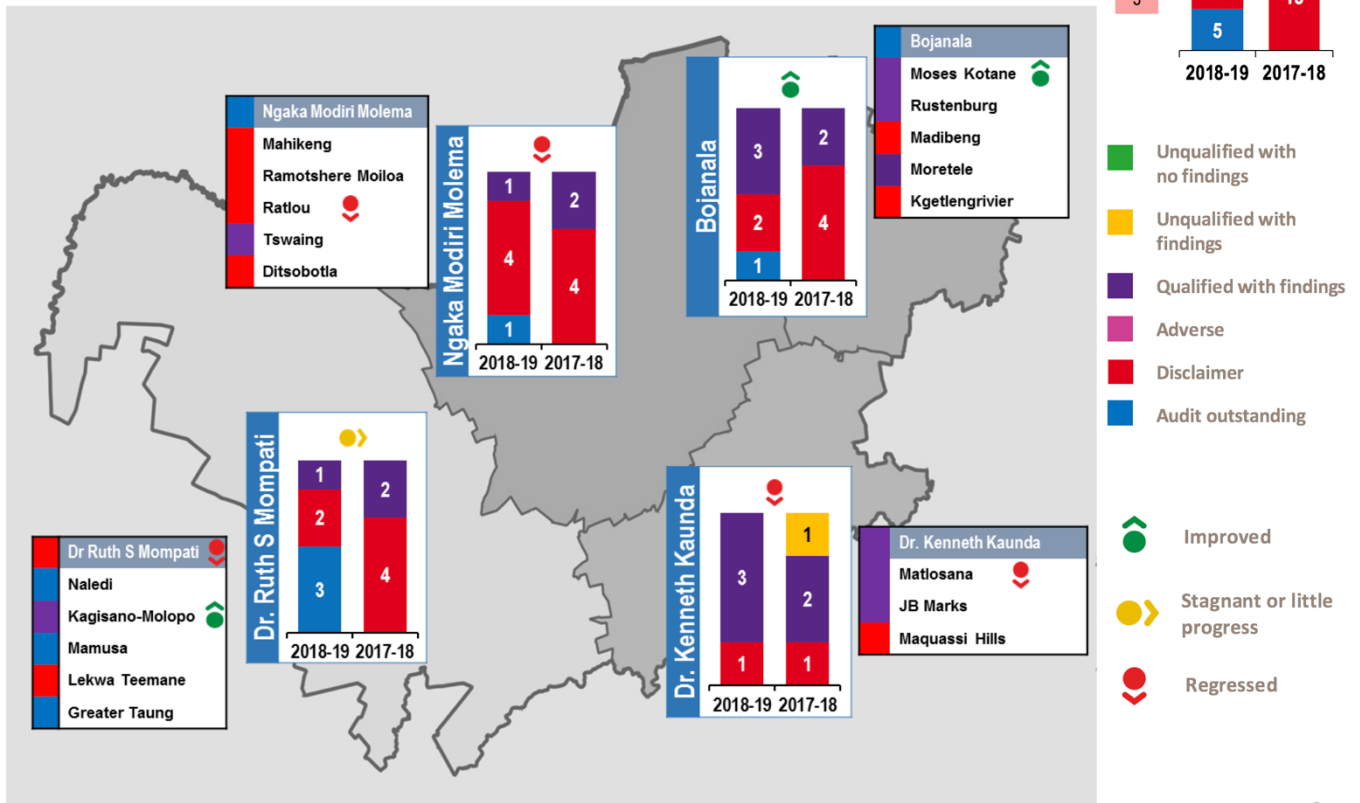 5
2018-19 2017-18
Bojanala
Moses Kotane
Rustenburg
Madibeng
Moretele
Kgetlengrivier
Bojanala
3
2
1
2
4
2018-19 2017-18
Ngaka Modiri Molema
Mahikeng
Ramotshere Moiloa
Ratlou
Tswaing
Ditsobotla
Ngaka Modiri Molema
1
4
1
2
4
2018-19 2017-18
Unqualified with
no findings
Unqualified with
findings
Qualified with findings
Adverse
Disclaimer
Audit outstanding
Dr. Ruth S Mompati
1
2
3
2
4
2018-19 2017-18
Dr Ruth S Mompati
Naledi
Kagisano-Molopo
Mamusa
Lekwa Teemane
Greater Taung
Dr. Kenneth Kaunda
3
1
1
2
1
2018-19 2017-18
Dr. Kenneth Kaunda
Matlosana
JB Marks
Maquassi Hills
Improved
Stagnant or little
progress
Regressed